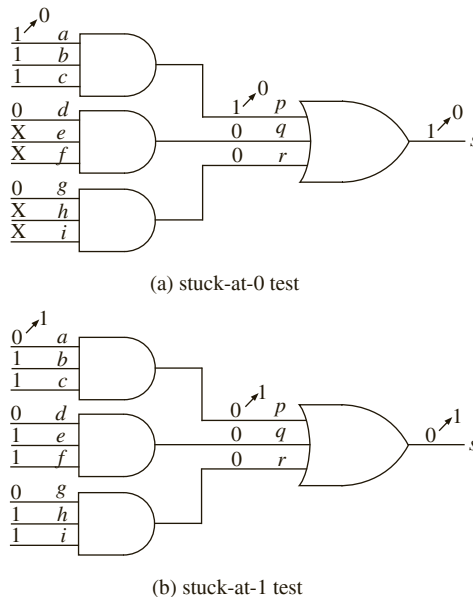 1 0 a
1 b
1 c
0 d
X e
X f
0 g
X h
X i
1 0 p
0 q
0 r
1 0 s
(a) stuck-at-0 test
0 1 a
1 b
1 c
0 d
1 e
1 f
0 g
1 h
1 i
0 1 p
0 q
0 r
0 1 s
(b) stuck-at-1 test